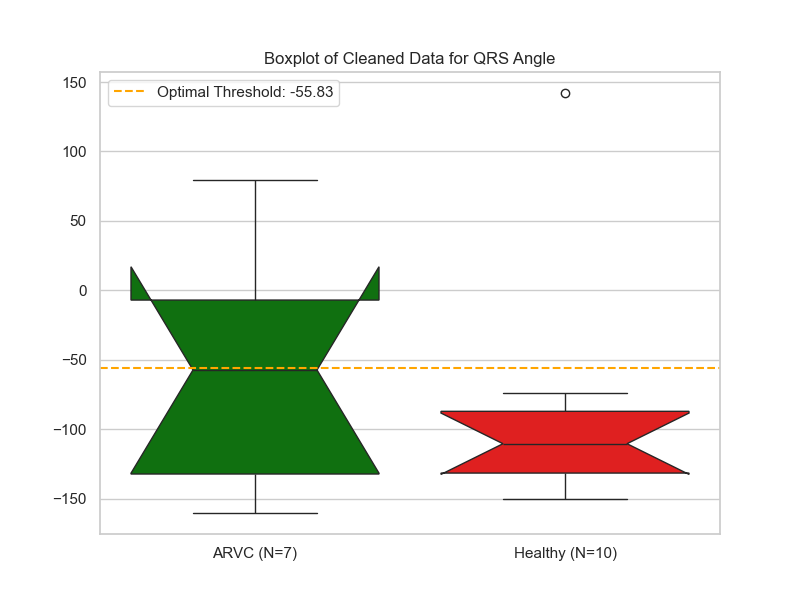 Boxplot of Cleaned Data for QRS Angle
Optimal Threshold: -55.83
150
100
50
0
−50
−100
−150
ARVC (N=7)
Healthy (N=10)